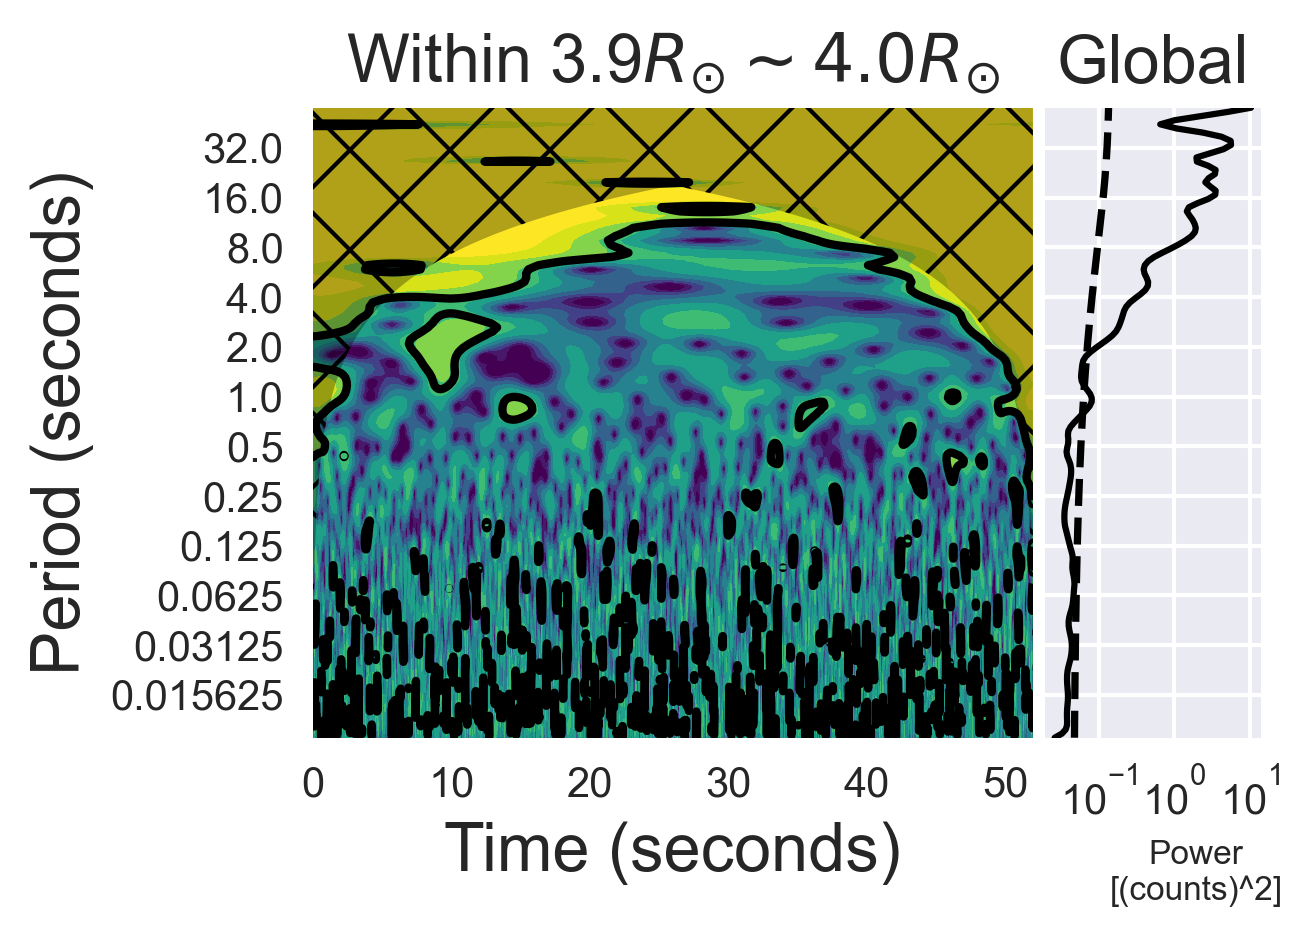 Within 3.9R⊙ ∼ 4.0R⊙
Global
Period (seconds)
32.0
16.0
8.0
4.0
2.0
1.0
0.5
0.25
0.125
0.0625
0.03125
0.015625
0 10 20 30 40 50
Time (seconds)
10⁻¹ 10⁰ 10¹
Power
[(counts)^2]